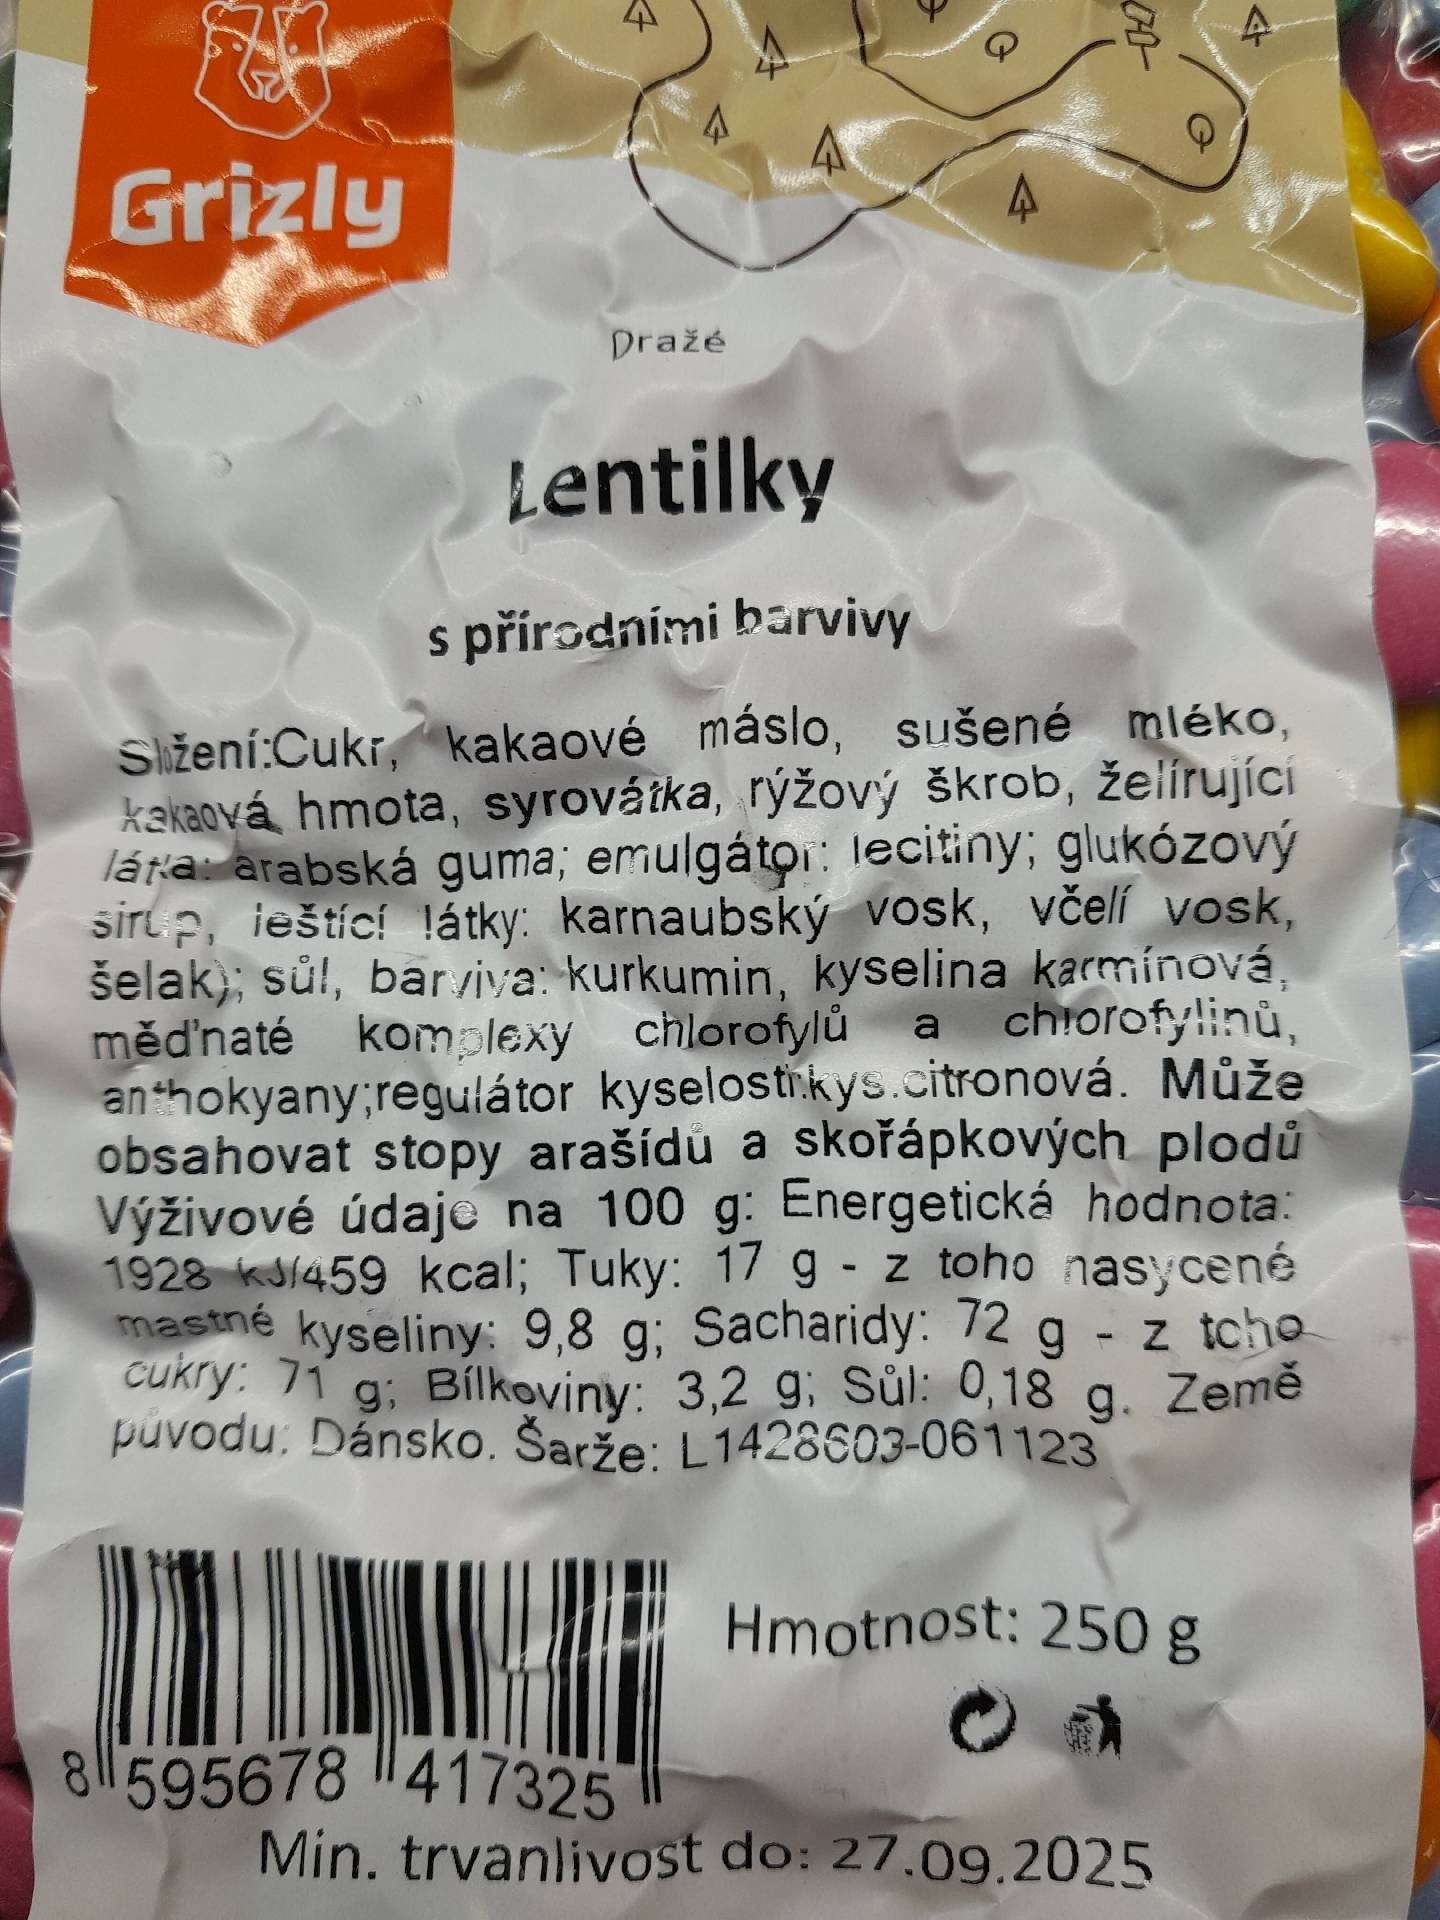 Grizly
Dražé
Lentilky
s přírodními barvivy
Složení:Cukr, kakaové máslo, sušené mléko,
kakaová hmota, syrovátka, rýžový škrob, želírující
látka: arabská guma; emulgátor: lecitiny; glukózový
sirup, leštící látky: karnaubský vosk, včelí vosk,
šelak); sůl, barviva: kurkumin, kyselina karmínová,
měďnaté komplexy chlorofylů a chlorofylinů,
anthokyany;regulátor kyselosti:kys.citronová. Může
obsahovat stopy arašídů a skořápkových plodů
Výživové údaje na 100 g: Energetická hodnota:
1928 kJ/459 kcal; Tuky: 17 g - z toho nasycené
mastné kyseliny: 9,8 g; Sacharidy: 72 g - z toho
cukry: 71 g; Bílkoviny: 3,2 g; Sůl: 0,18 g. Země
původu: Dánsko. Šarže: L1428603-061123
Hmotnost: 250 g
8 595678 417325
Min. trvanlivost do: 27.09.2025